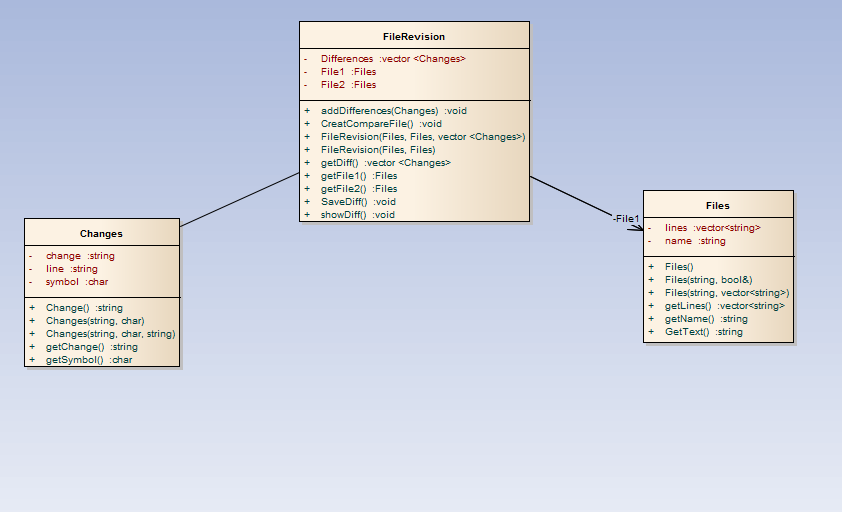 FileRevision
- Differences :vector <Changes>
- File1 :Files
- File2 :Files
+ addDifferences(Changes) :void
+ CreatCompareFile() :void
+ FileRevision(Files, Files, vector <Changes>)
+ FileRevision(Files, Files)
+ getDiff() :vector <Changes>
+ getFile1() :Files
+ getFile2() :Files
+ SaveDiff() :void
+ showDiff() :void
-File1
Files
- lines :vector<string>
- name :string
+ Files()
+ Files(string, bool&)
+ Files(string, vector<string>)
+ getLines() :vector<string>
+ getName() :string
+ GetText() :string
Changes
- change :string
- line :string
- symbol :char
+ Change() :string
+ Changes(string, char)
+ Changes(string, char, string)
+ getChange() :string
+ getSymbol() :char